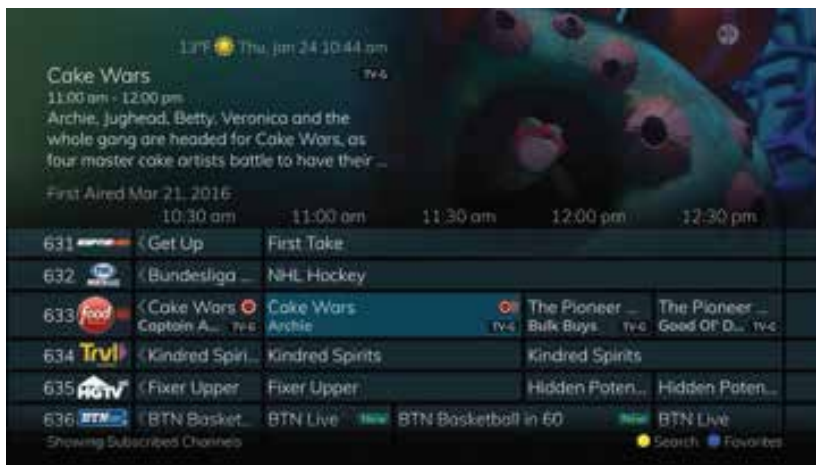 13°F Thu, Jan 24 10:44 am
Cake Wars TV-G
11:00 am - 12:00 pm
Archie, Jughead, Betty, Veronica and the
whole gang are headed for Cake Wars, as
four master cake artists battle to have their ...
First Aired Mar 21, 2016
10:30 am 11:00 am 11:30 am 12:00 pm 12:30 pm
631 Get Up First Take
632 FOX Bundesliga ... NHL Hockey
633 food Cake Wars Cake Wars The Pioneer ... The Pioneer ...
Captain A... TV-G Archie TV-G Bulk Buys TV-G Good Ol' D... TV-G
634 Trvl Kindred Spiri... Kindred Spirits Kindred Spirits
635 HGTV Fixer Upper Fixer Upper Hidden Poten... Hidden Poten...
636 BTN BTN Basket... BTN Live New BTN Basketball in 60 New BTN Live
Showing Subscribed Channels Search Favorites